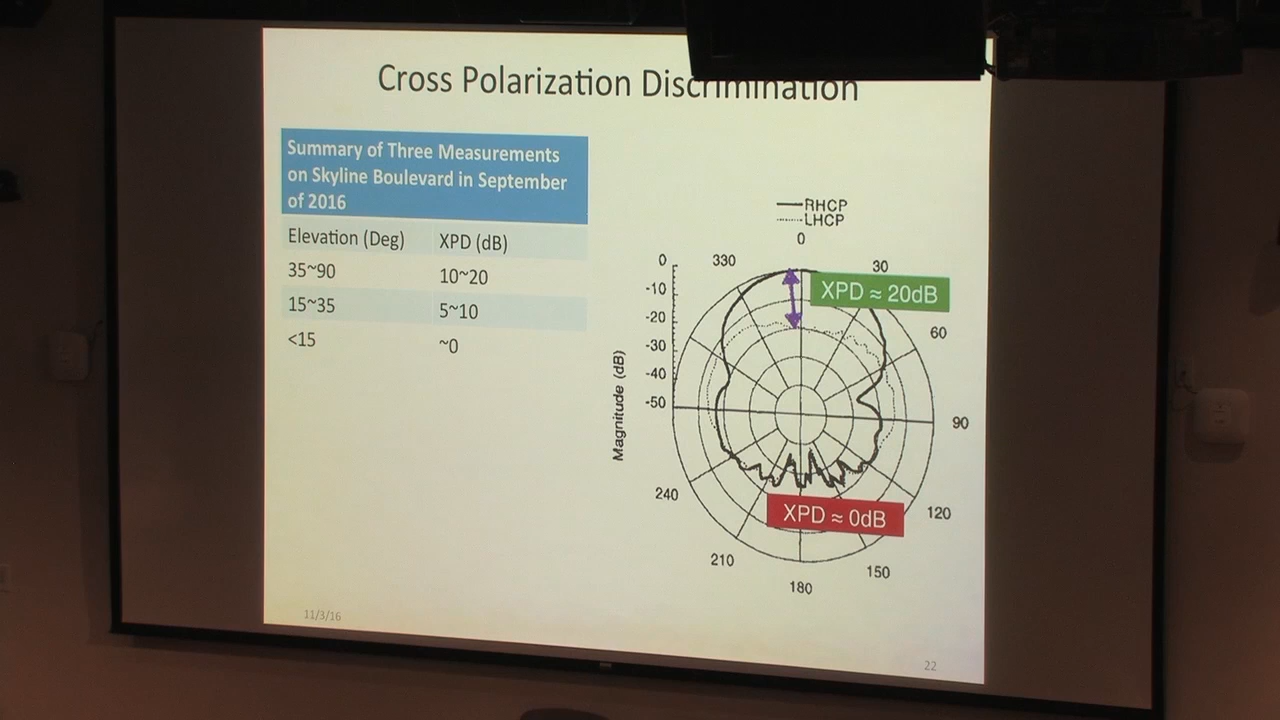 Cross Polarization Discrimination
Summary of Three Measurements
on Skyline Boulevard in September
of 2016
Elevation (Deg) XPD (dB)
35~90 10~20
15~35 5~10
<15 ~0
RHCP
LHCP
0
330
30
60
90
120
150
180
210
240
0
-10
-20
-30
-40
-50
Magnitude (dB)
XPD ≈ 20dB
XPD ≈ 0dB
11/3/16
22